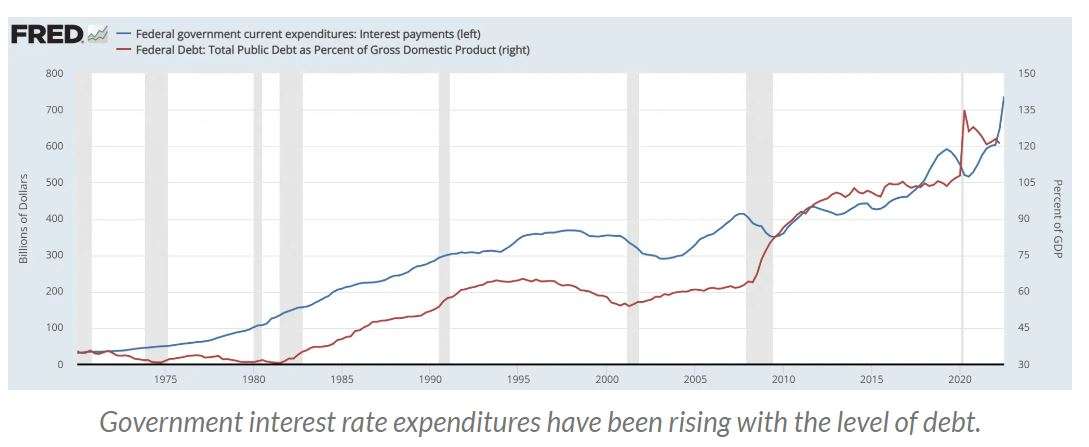 FRED
Federal government current expenditures: Interest payments (left)
Federal Debt: Total Public Debt as Percent of Gross Domestic Product (right)
800 150
700 135
600 120
500 105
400 90
300 75
200 60
100 45
0 30
Billions of Dollars
Percent of GDP
1975 1980 1985 1990 1995 2000 2005 2010 2015 2020
Government interest rate expenditures have been rising with the level of debt.